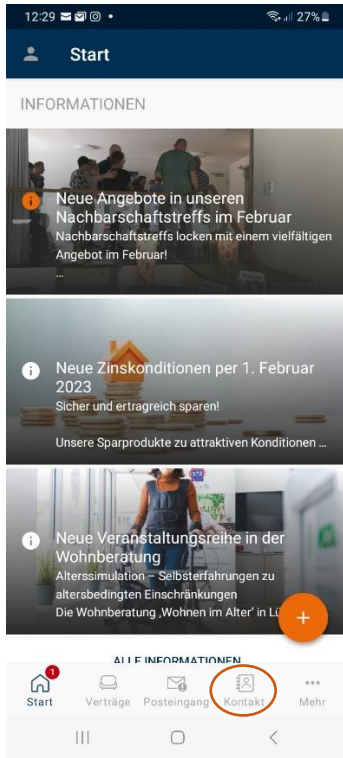 12:29
27%
Start
INFORMATIONEN
Neue Angebote in unseren
Nachbarschaftstreffs im Februar
Nachbarschaftstreffs locken mit einem vielfältigen
Angebot im Februar!
...
Neue Zinskonditionen per 1. Februar
2023
Sicher und ertragreich sparen!
Unsere Sparprodukte zu attraktiven Konditionen ...
Neue Veranstaltungsreihe in der
Wohnberatung
Alterssimulation – Selbsterfahrungen zu
altersbedingten Einschränkungen
Die Wohnberatung ‚Wohnen im Alter' in Lü
+
ALLE INFORMATIONEN
1
Start Verträge Posteingang Kontakt Mehr